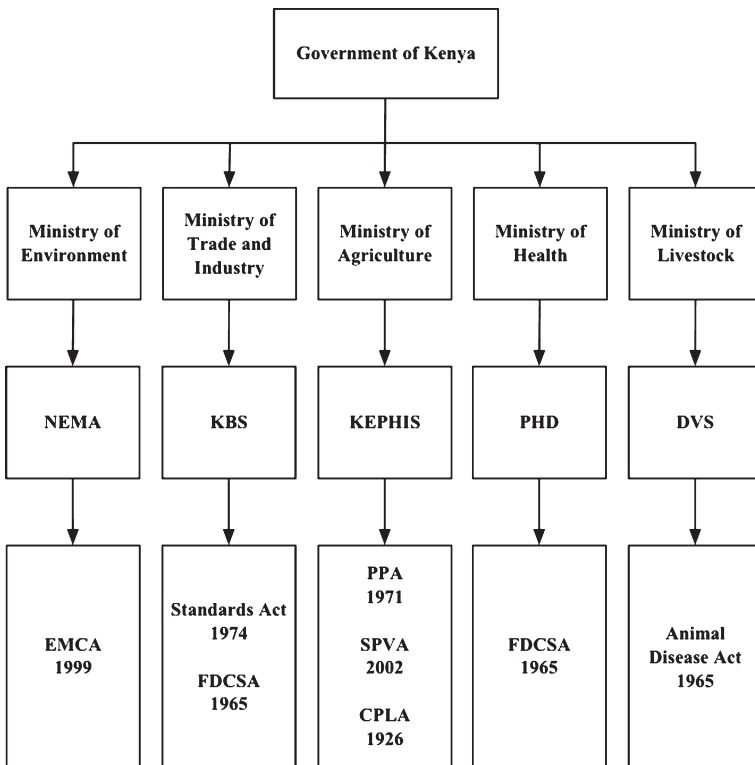 Government of Kenya
Ministry of
Environment
Ministry of
Trade and
Industry
Ministry of
Agriculture
Ministry of
Health
Ministry of
Livestock
NEMA
KBS
KEPHIS
PHD
DVS
EMCA
1999
Standards Act
1974
FDCSA
1965
PPA
1971
SPVA
2002
CPLA
1926
FDCSA
1965
Animal
Disease Act
1965